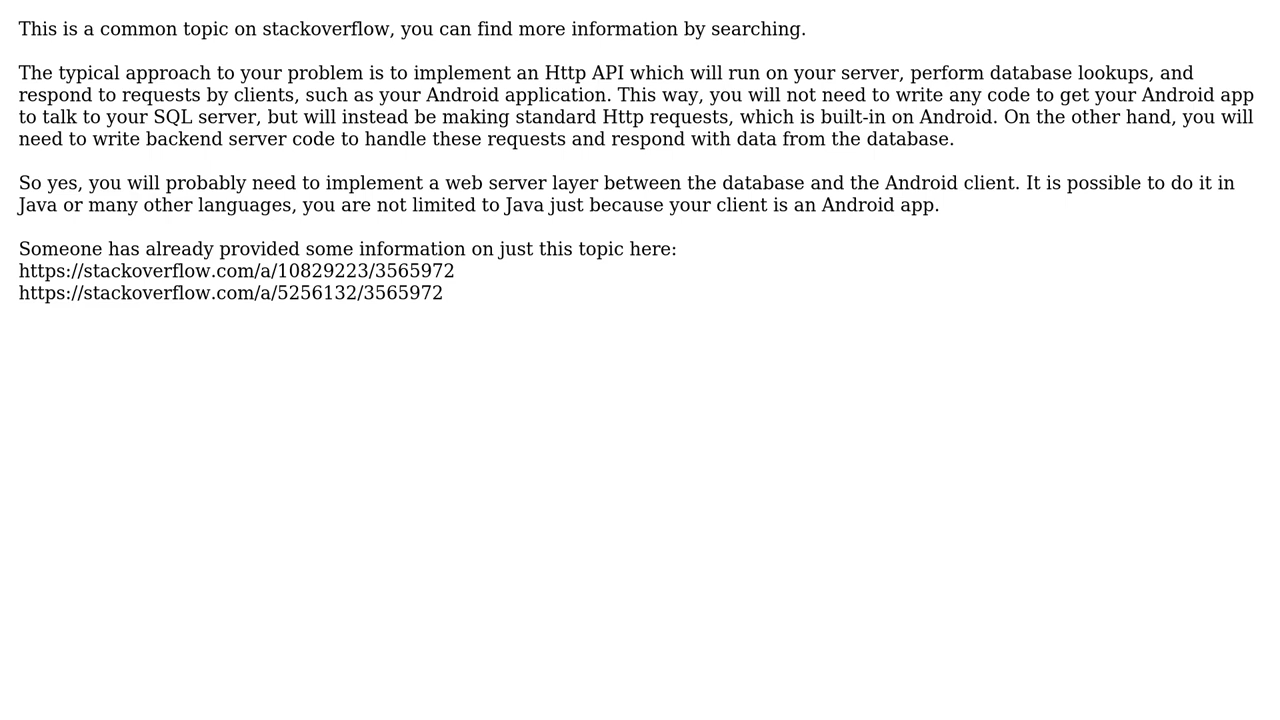 This is a common topic on stackoverflow, you can find more information by searching.
The typical approach to your problem is to implement an Http API which will run on your server, perform database lookups, and
respond to requests by clients, such as your Android application. This way, you will not need to write any code to get your Android app
to talk to your SQL server, but will instead be making standard Http requests, which is built-in on Android. On the other hand, you will
need to write backend server code to handle these requests and respond with data from the database.
So yes, you will probably need to implement a web server layer between the database and the Android client. It is possible to do it in
Java or many other languages, you are not limited to Java just because your client is an Android app.
Someone has already provided some information on just this topic here:
https://stackoverflow.com/a/10829223/3565972
https://stackoverflow.com/a/5256132/3565972